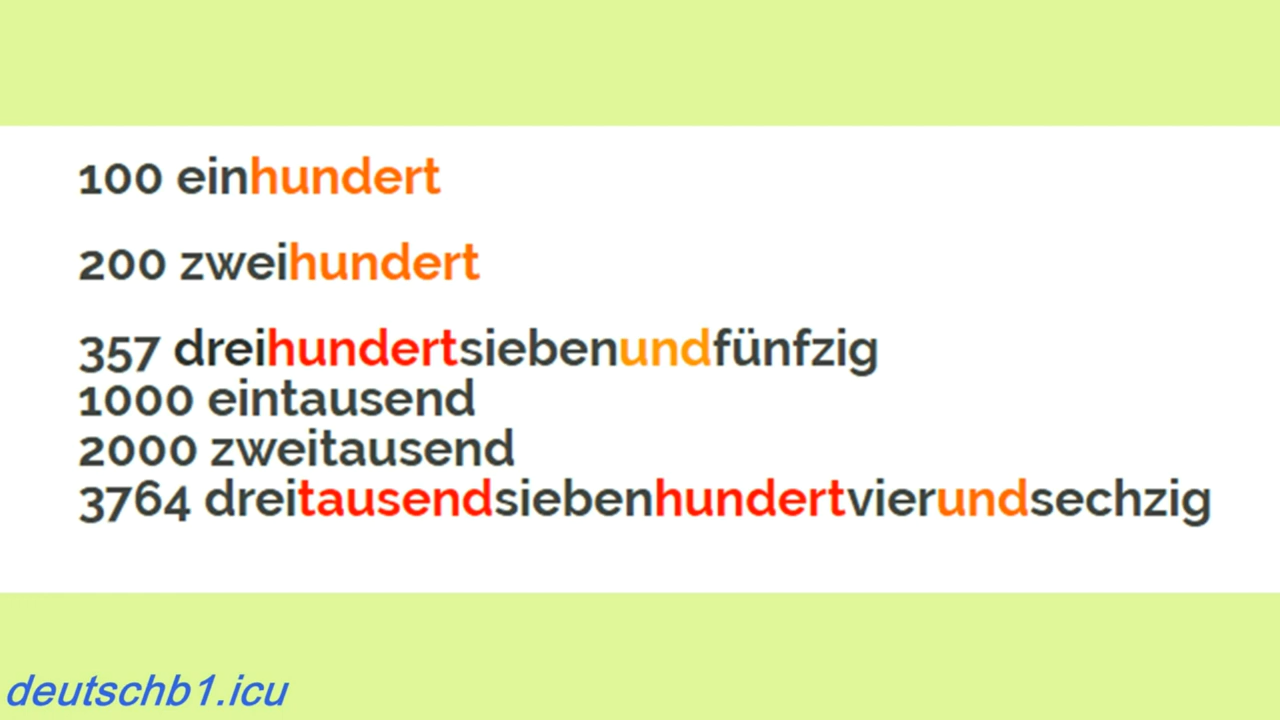 100 einhundert
200 zweihundert
357 dreihundertsiebenundfünfzig
1000 eintausend
2000 zweitausend
3764 dreitausendsiebenhundertvierundsechzig
deutschb1.icu